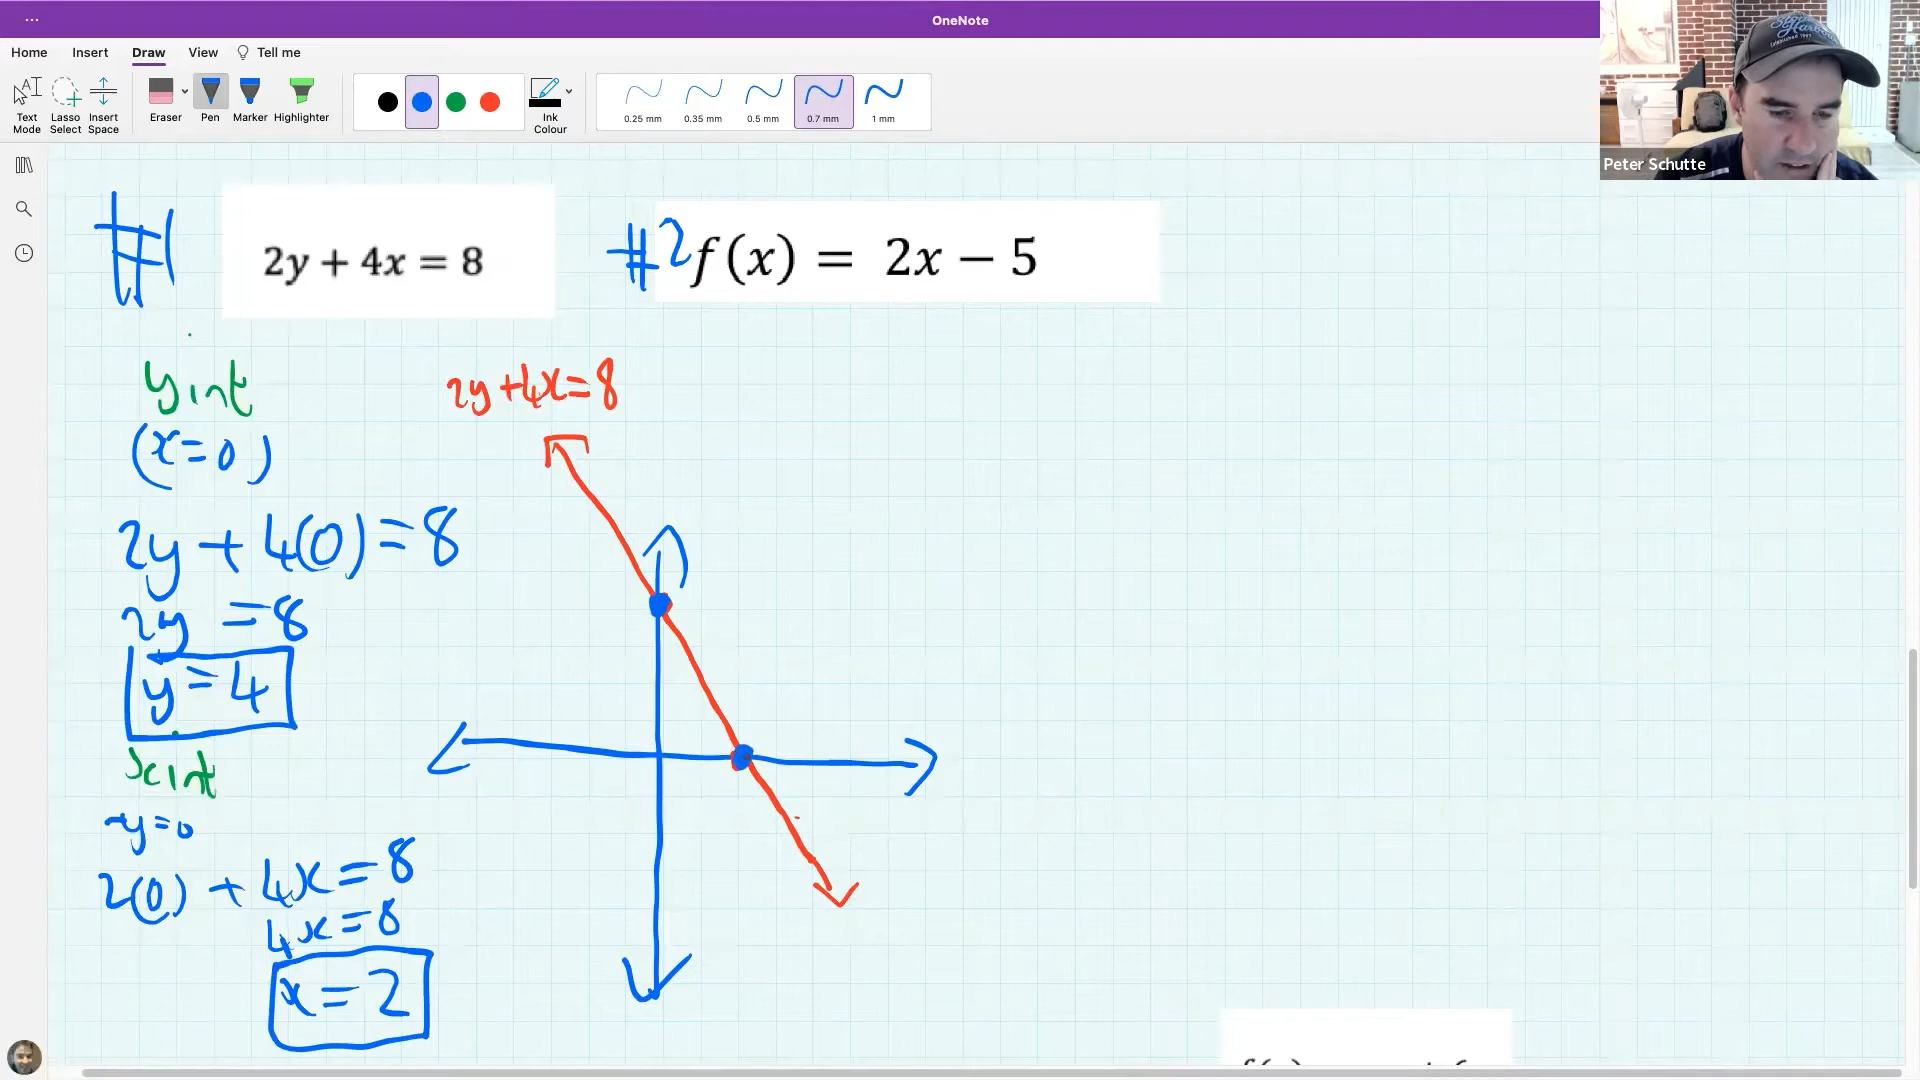 OneNote
Home Insert Draw View Tell me
Text Mode
Lasso Select
Insert Space
Eraser
Pen
Marker
Highlighter
Ink Colour
0.25 mm
0.35 mm
0.5 mm
0.7 mm
1 mm
Peter Schutte
#1
2y + 4x = 8
#2
f(x) = 2x − 5
y int
(x=0)
2y + 4(0) = 8
2y = 8
y = 4
x int
y=0
2(0) + 4x = 8
4x = 8
x = 2
2y+4x=8